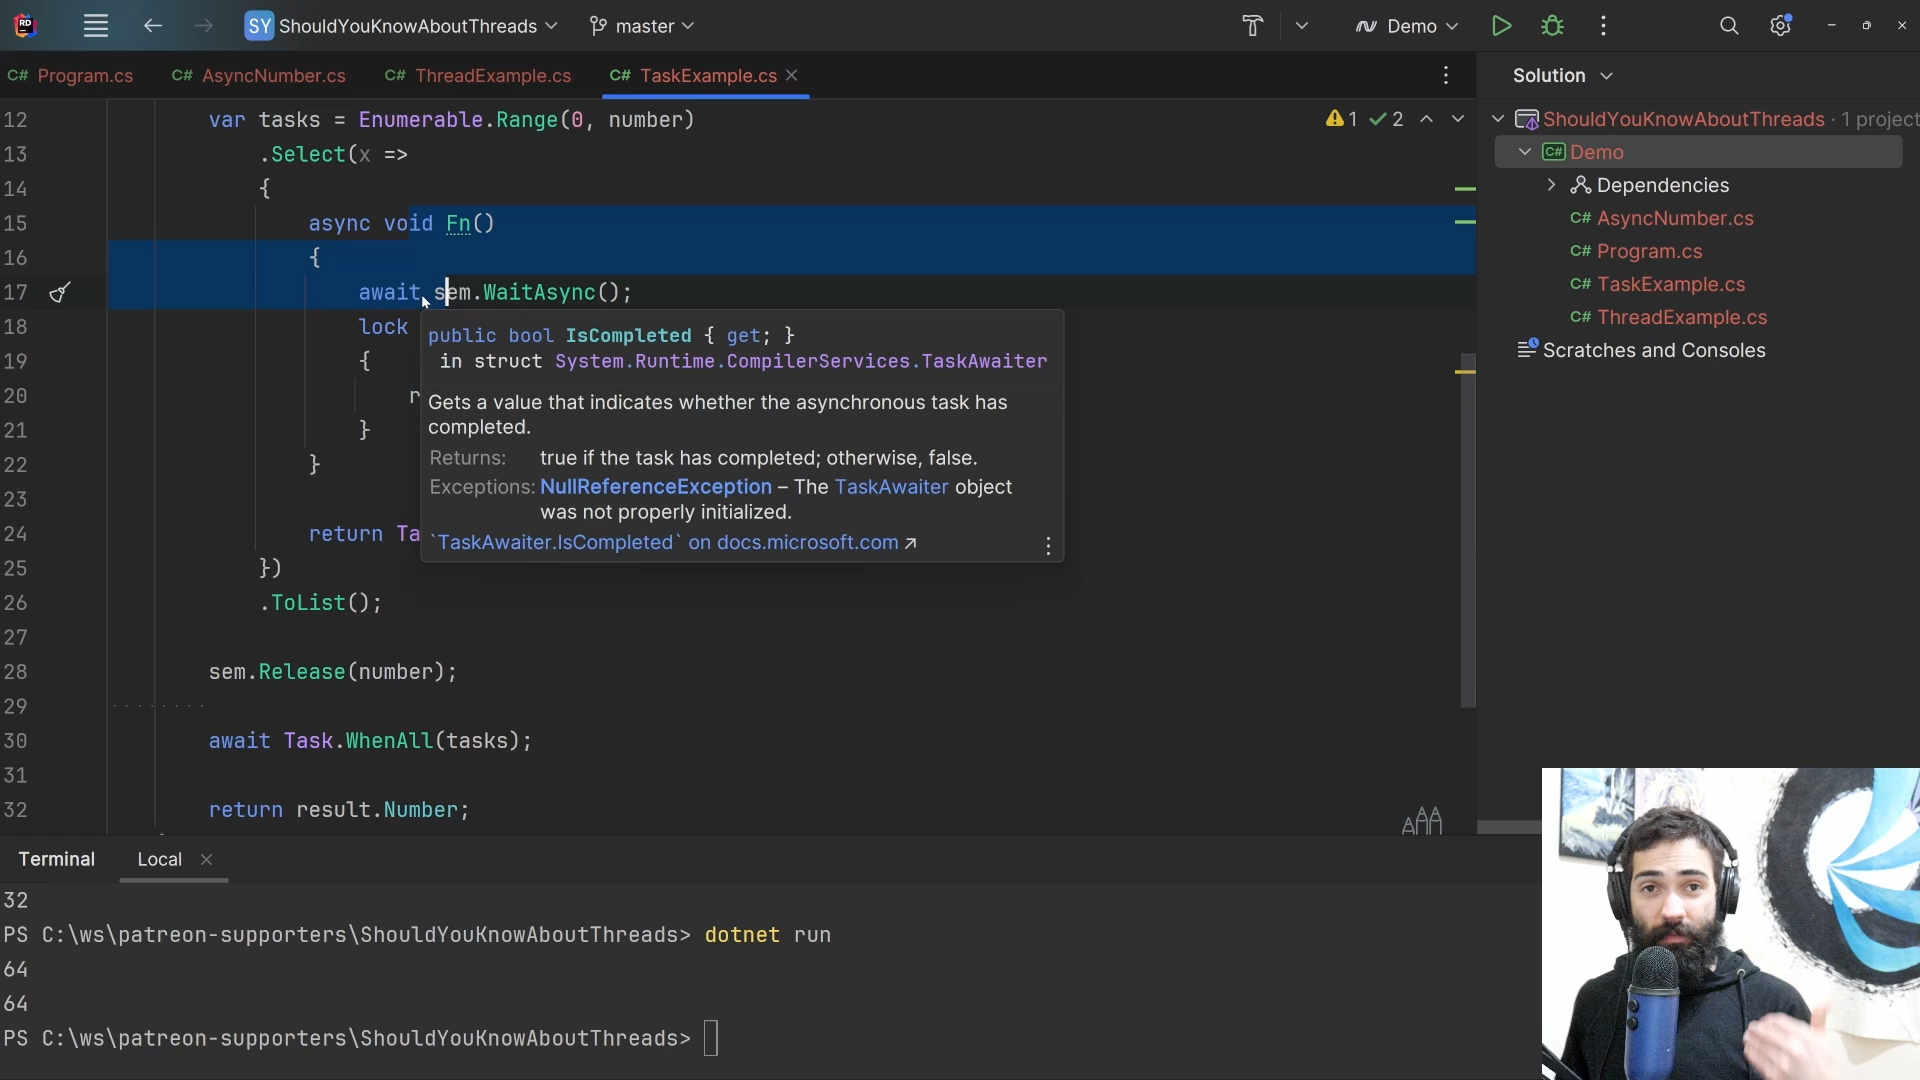 RD
SY ShouldYouKnowAboutThreads
master
Demo
C# Program.cs
C# AsyncNumber.cs
C# ThreadExample.cs
C# TaskExample.cs
Solution
12 var tasks = Enumerable.Range(0, number)
1 2
13 .Select(x =>
14 {
15 async void Fn()
16 {
17 await sem.WaitAsync();
18 lock
19 {
20 r
21 }
22 }
23
24 return Ta
25 })
26 .ToList();
27
28 sem.Release(number);
29
30 await Task.WhenAll(tasks);
31
32 return result.Number;
public bool IsCompleted { get; }
in struct System.Runtime.CompilerServices.TaskAwaiter
Gets a value that indicates whether the asynchronous task has
completed.
Returns: true if the task has completed; otherwise, false.
Exceptions: NullReferenceException – The TaskAwaiter object
was not properly initialized.
`TaskAwaiter.IsCompleted` on docs.microsoft.com ↗
ShouldYouKnowAboutThreads · 1 project
C# Demo
Dependencies
C# AsyncNumber.cs
C# Program.cs
C# TaskExample.cs
C# ThreadExample.cs
Scratches and Consoles
Terminal
Local
32
PS C:\ws\patreon-supporters\ShouldYouKnowAboutThreads> dotnet run
64
64
PS C:\ws\patreon-supporters\ShouldYouKnowAboutThreads>